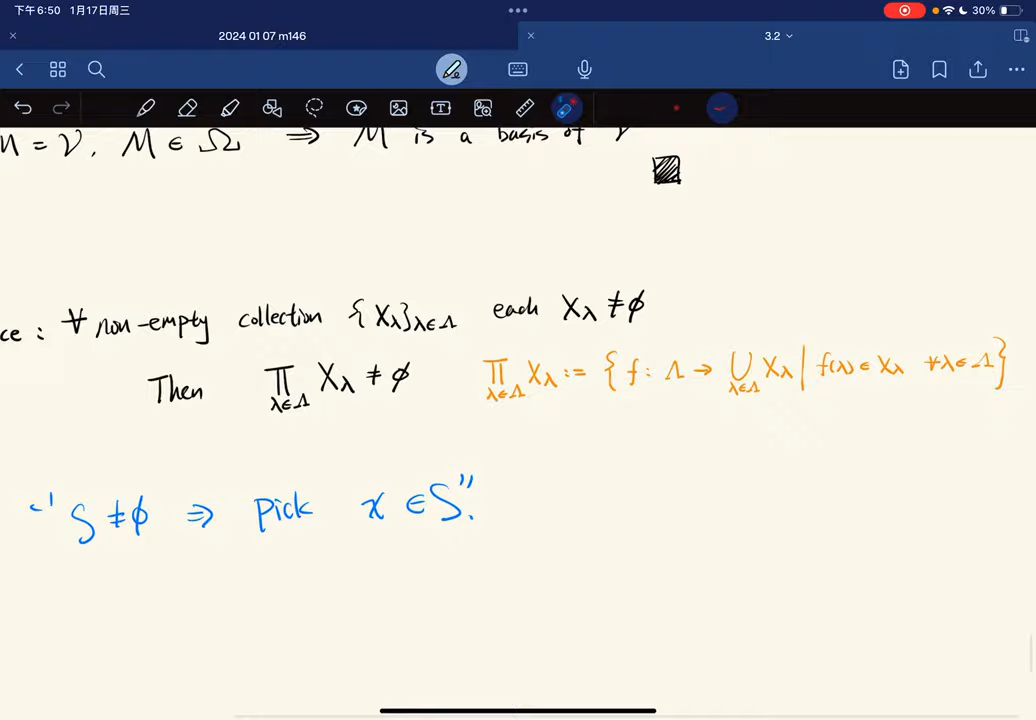 下午6:50 1月17日周三
30%
2024 01 07 m146
3.2
= V, M ∈ Ω ⇒ M is a basis of V
ce: ∀ non-empty collection {Xλ}λ∈Λ each Xλ ≠ ϕ
Then ∏λ∈Λ Xλ ≠ ϕ ∏λ∈Λ Xλ := { f: Λ → ⋃λ∈Λ Xλ | f(λ) ∈ Xλ ∀λ∈Λ }
"S ≠ ϕ ⇒ pick x ∈ S."